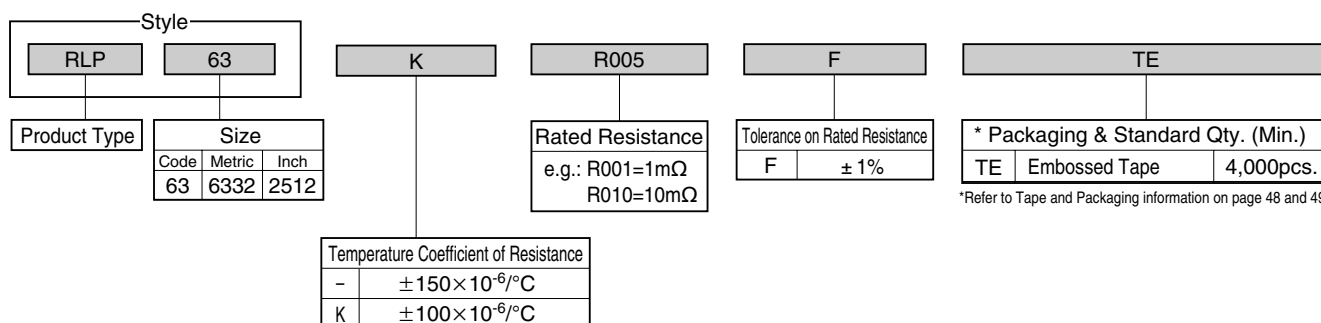 Style
RLP 63 K R005 F TE
Product Type
Size
Code Metric Inch
63 6332 2512
Rated Resistance
e.g.: R001=1mΩ
R010=10mΩ
Tolerance on Rated Resistance
F ±1%
* Packaging & Standard Qty. (Min.)
TE Embossed Tape 4,000pcs.
*Refer to Tape and Packaging information on page 48 and 49
Temperature Coefficient of Resistance
– ±150×10⁻⁶/°C
K ±100×10⁻⁶/°C